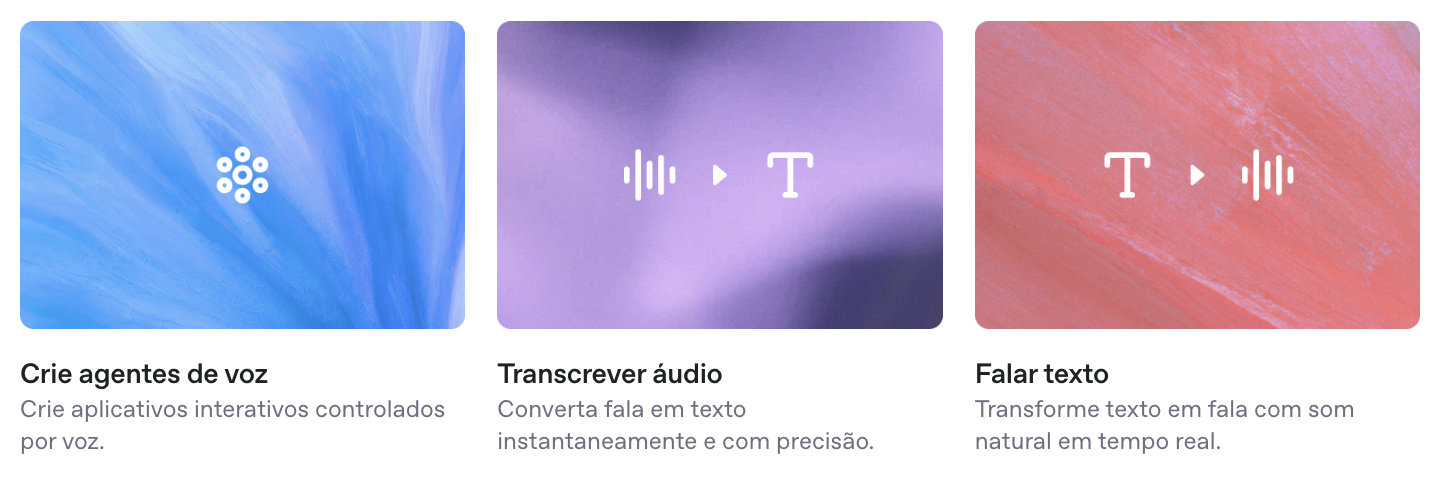 Crie agentes de voz
Crie aplicativos interativos controlados
por voz.
Transcrever áudio
Converta fala em texto
instantaneamente e com precisão.
Falar texto
Transforme texto em fala com som
natural em tempo real.